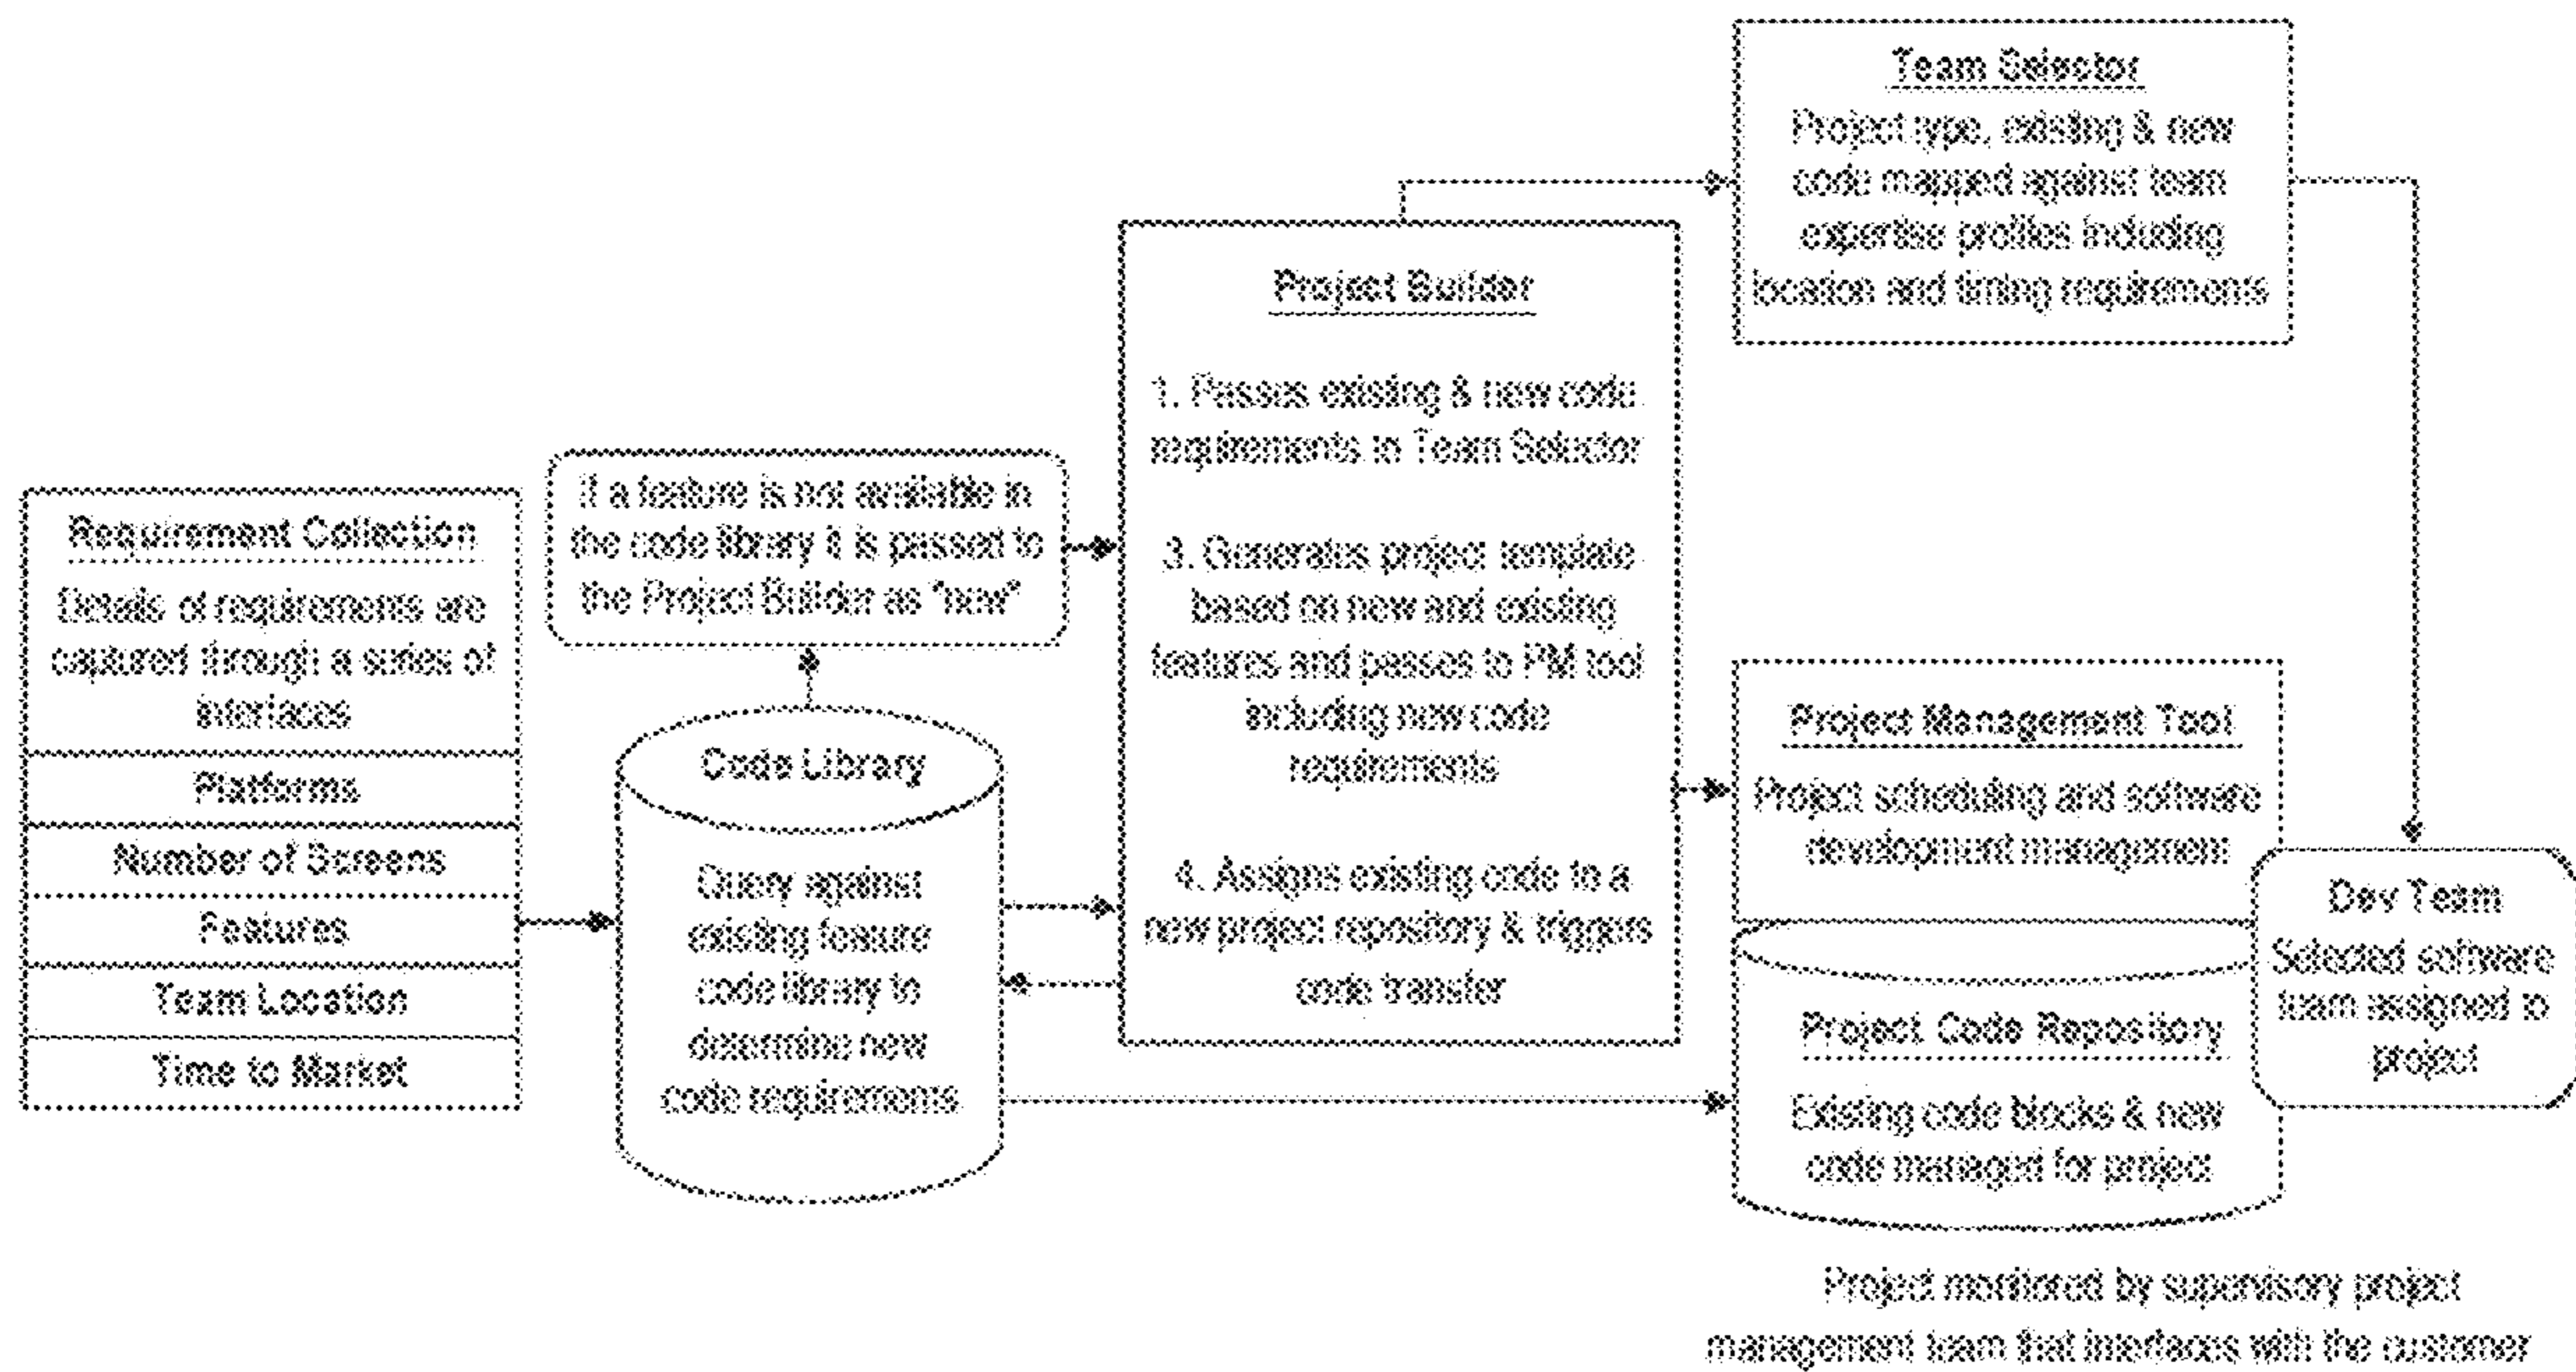 Requirement Collection
Details of requirements are
captured through a series of
interfaces
Platforms
Number of Screens
Features
Team Location
Time to Market
If a feature is not available in
the code library it is passed to
the Project Builder as "new"
Code Library
Query against
existing feature
code library to
determine new
code requirements
Project Builder
1. Passes existing & new code
requirements to Team Selector
3. Generates project template
based on new and existing
features and passes to PM tool
including new code
requirements
4. Assigns existing code to a
new project repository & triggers
code transfer
Team Selector
Project type, existing & new
code mapped against team
expertise profiles including
location and timing requirements
Project Management Tool
Project scheduling and software
development management
Project Code Repository
Existing code blocks & new
code managed for project
Dev Team
Selected software
team assigned to
project
Project monitored by supervisory project
management team that interfaces with the customer